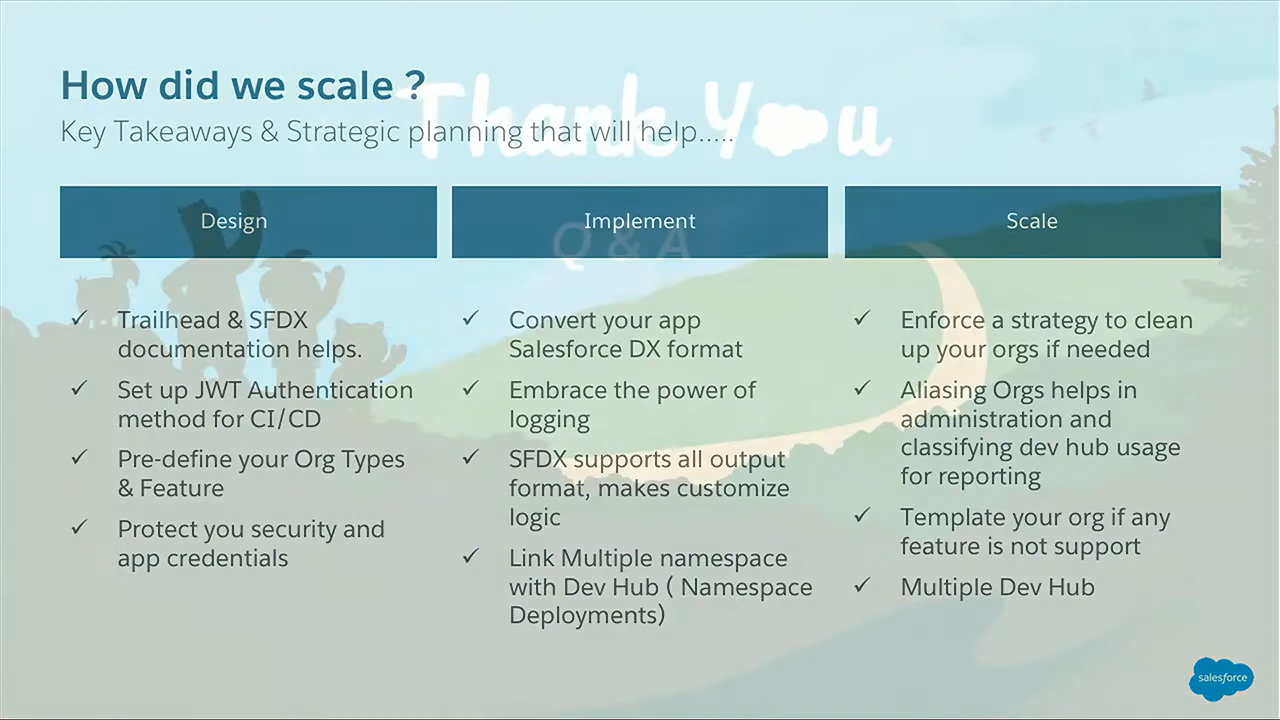 How did we scale ?
Thank You
Key Takeaways & Strategic planning that will help.....
Design
Implement
Scale
Q & A
✓ Trailhead & SFDX
documentation helps.
✓ Set up JWT Authentication
method for CI/CD
✓ Pre-define your Org Types
& Feature
✓ Protect you security and
app credentials
✓ Convert your app
Salesforce DX format
✓ Embrace the power of
logging
✓ SFDX supports all output
format, makes customize
logic
✓ Link Multiple namespace
with Dev Hub ( Namespace
Deployments)
✓ Enforce a strategy to clean
up your orgs if needed
✓ Aliasing Orgs helps in
administration and
classifying dev hub usage
for reporting
✓ Template your org if any
feature is not support
✓ Multiple Dev Hub
salesforce